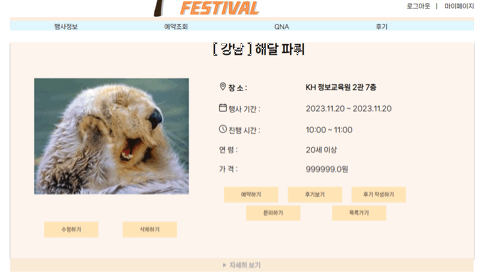 FESTIVAL
로그아웃 | 마이페이지
행사정보 예약조회 QNA 후기
[ 강남 ] 해달 파뤼
장 소 : KH 정보교육원 2관 7층
행사 기간 : 2023.11.20 ~ 2023.11.20
진행 시간 : 10:00 ~ 11:00
연 령 : 20세 이상
가 격 : 999999.0원
예약하기 후기보기 후기 작성하기
문의하기 목록가기
수정하기 삭제하기
▶ 자세히 보기